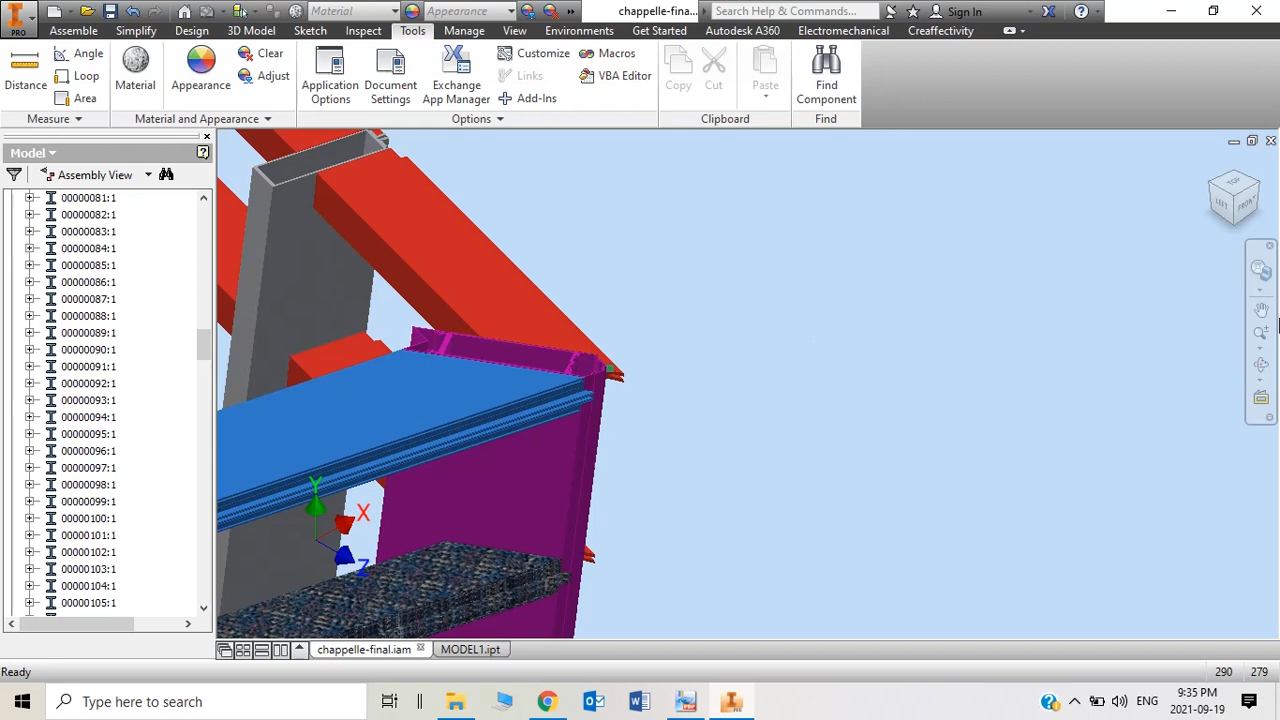 PRO
Material
Appearance
chappelle-final...
Search Help & Commands...
Sign In
Assemble Simplify Design 3D Model Sketch Inspect Tools Manage View Environments Get Started Autodesk A360 Electromechanical Creaffectivity
Distance
Angle
Loop
Area
Measure
Material
Appearance
Clear
Adjust
Material and Appearance
Application Options
Document Settings
Exchange App Manager
Customize
Links
Add-Ins
Macros
VBA Editor
Options
Copy
Cut
Paste
Clipboard
Find Component
Find
Model
Assembly View
00000081:1
00000082:1
00000083:1
00000084:1
00000085:1
00000086:1
00000087:1
00000088:1
00000089:1
00000090:1
00000091:1
00000092:1
00000093:1
00000094:1
00000095:1
00000096:1
00000097:1
00000098:1
00000099:1
00000100:1
00000101:1
00000102:1
00000103:1
00000104:1
00000105:1
TOP
LEFT
FRONT
Y
X
Z
chappelle-final.iam
MODEL1.ipt
Ready
290 279
Type here to search
ENG
9:35 PM
2021-09-19